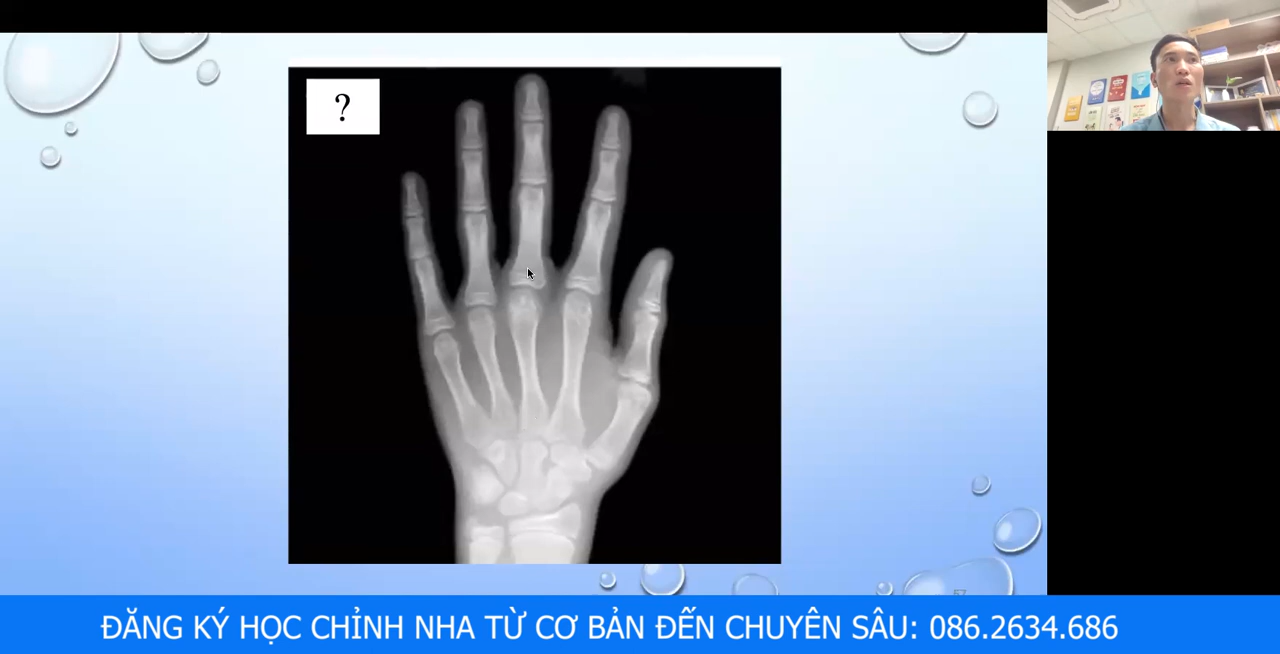 ?
ĐĂNG KÝ HỌC CHỈNH NHA TỪ CƠ BẢN ĐẾN CHUYÊN SÂU: 086.2634.686